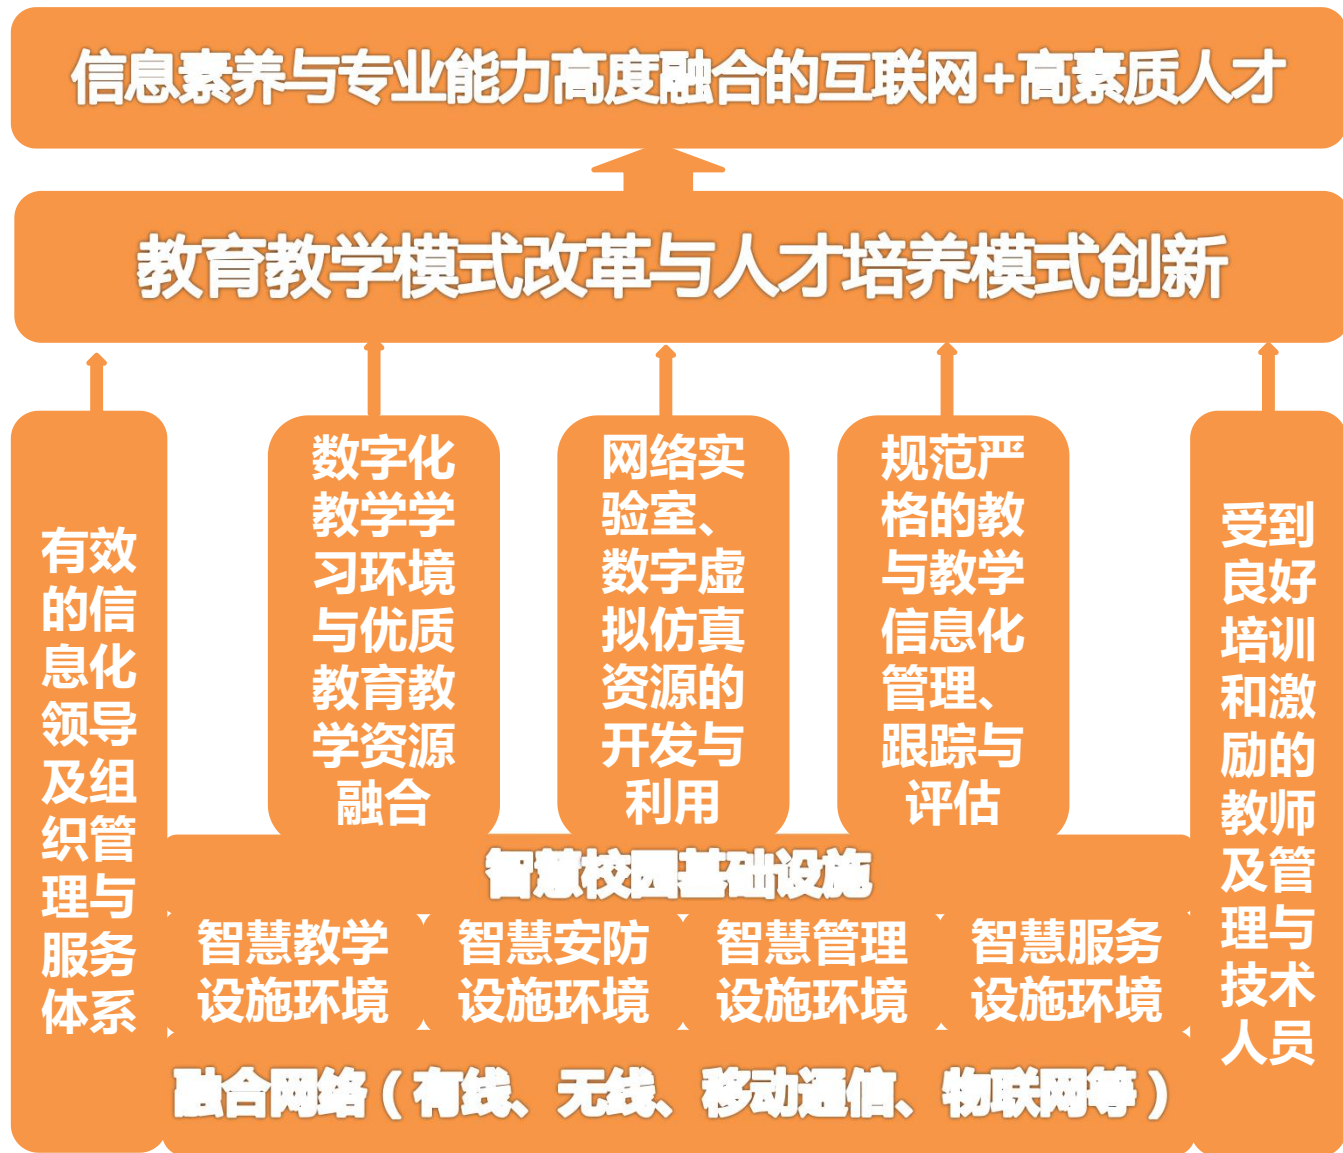 信息素养与专业能力高度融合的互联网+高素质人才
教育教学模式改革与人才培养模式创新
有效
的信
息化
领导
及组
织管
理与
服务
体系
数字化
教学学
习环境
与优质
教育教
学资源
融合
网络实
验室、
数字虚
拟仿真
资源的
开发与
利用
规范严
格的教
与教学
信息化
管理、
跟踪与
评估
受到
良好
培训
和激
励的
教师
及管
理与
技术
人员
智慧校园基础设施
智慧教学
设施环境
智慧安防
设施环境
智慧管理
设施环境
智慧服务
设施环境
融合网络（有线、无线、移动通信、物联网等）